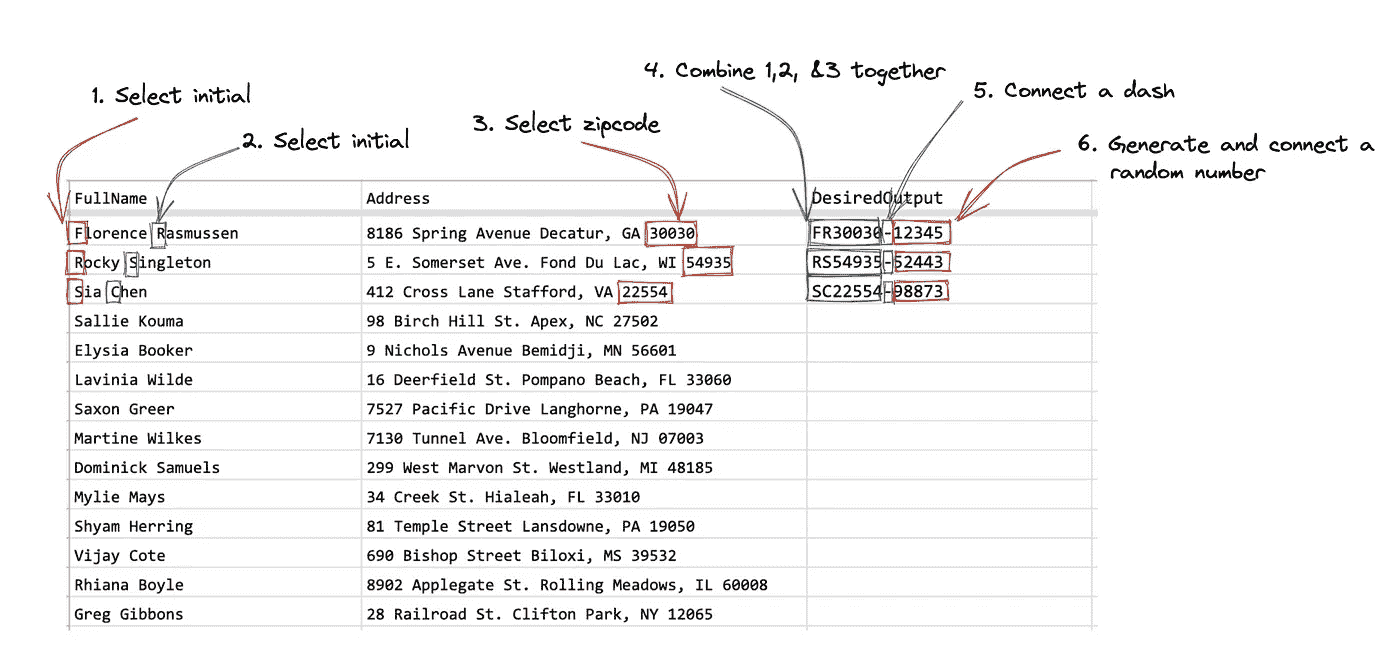 4. Combine 1,2, &3 together
1. Select initial
5. Connect a dash
2. Select initial
3. Select zipcode
6. Generate and connect a
random number
FullName Address DesiredOutput
Florence Rasmussen 8186 Spring Avenue Decatur, GA 30030 FR30030-12345
Rocky Singleton 5 E. Somerset Ave. Fond Du Lac, WI 54935 RS54935-52443
Sia Chen 412 Cross Lane Stafford, VA 22554 SC22554-98873
Sallie Kouma 98 Birch Hill St. Apex, NC 27502
Elysia Booker 9 Nichols Avenue Bemidji, MN 56601
Lavinia Wilde 16 Deerfield St. Pompano Beach, FL 33060
Saxon Greer 7527 Pacific Drive Langhorne, PA 19047
Martine Wilkes 7130 Tunnel Ave. Bloomfield, NJ 07003
Dominick Samuels 299 West Marvon St. Westland, MI 48185
Mylie Mays 34 Creek St. Hialeah, FL 33010
Shyam Herring 81 Temple Street Lansdowne, PA 19050
Vijay Cote 690 Bishop Street Biloxi, MS 39532
Rhiana Boyle 8902 Applegate St. Rolling Meadows, IL 60008
Greg Gibbons 28 Railroad St. Clifton Park, NY 12065